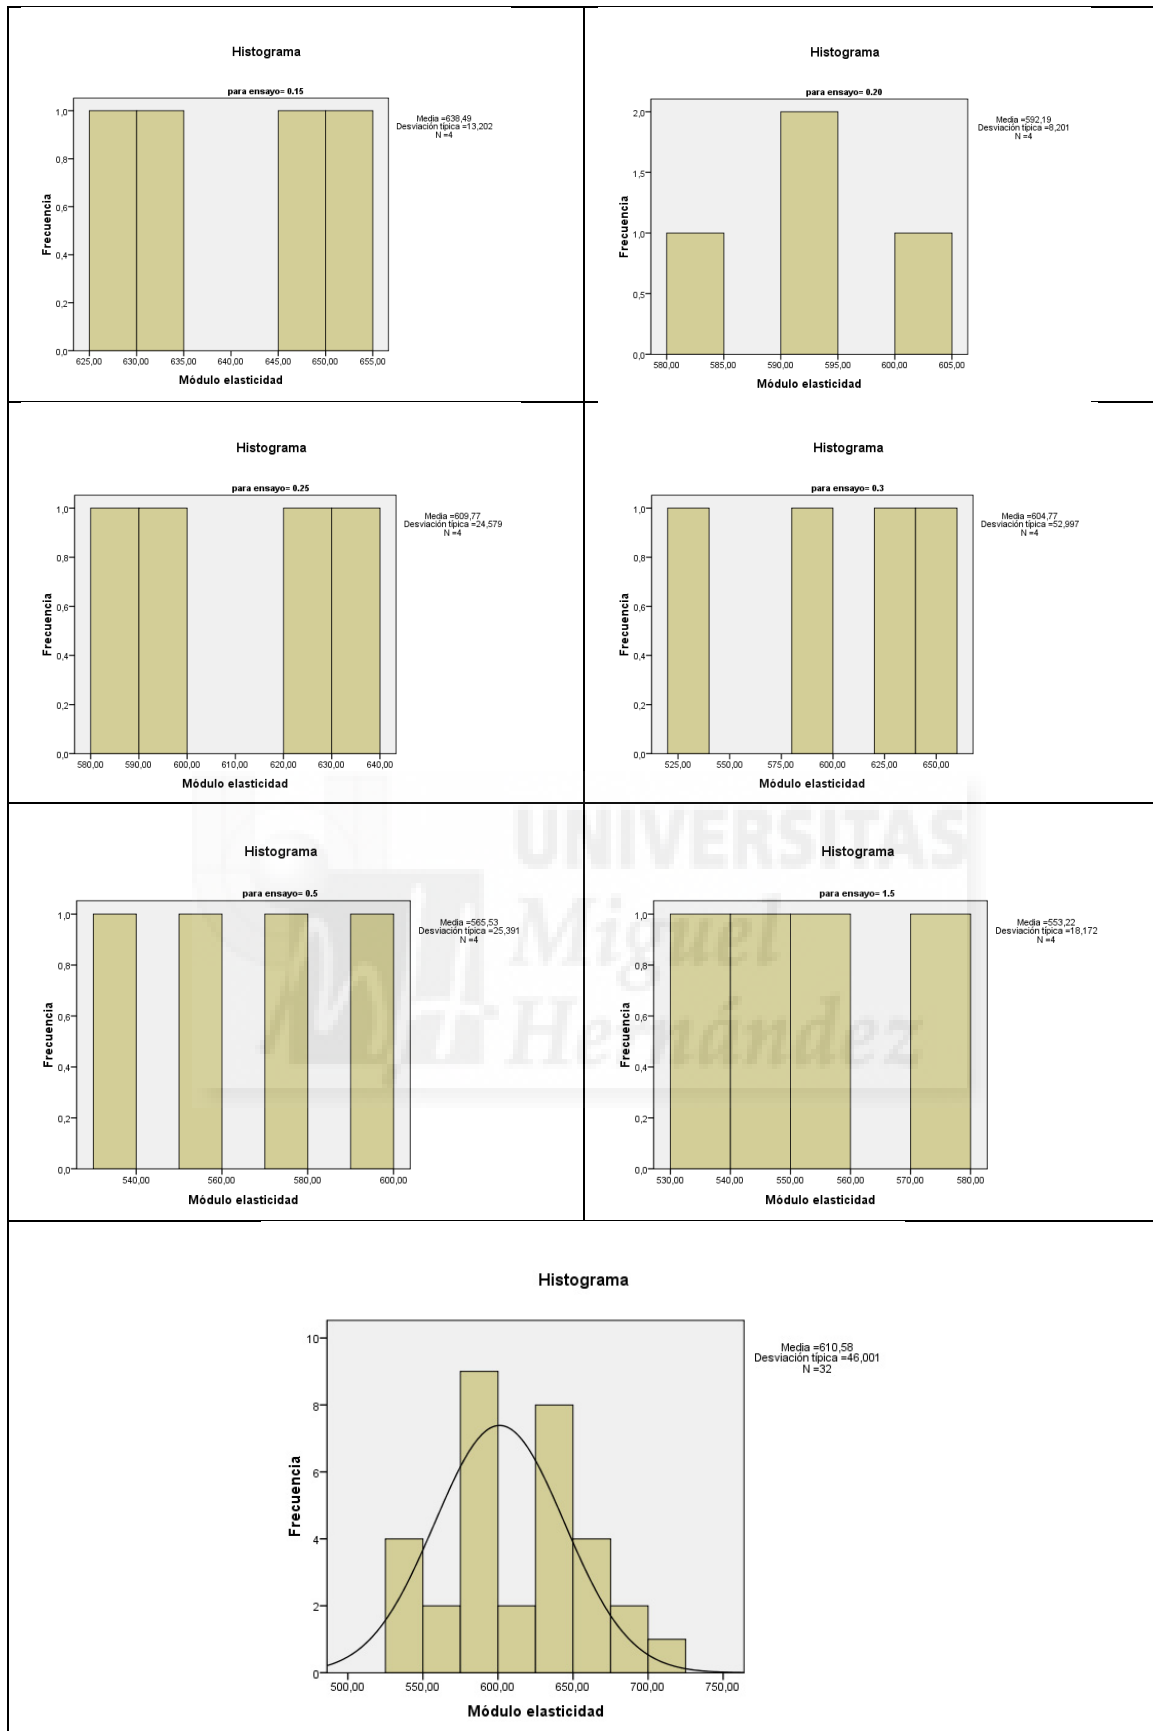 Histograma
para ensayo= 0.15
1,0
0,8
0,6
0,4
0,2
0,0
Frecuencia
625,00 630,00 635,00 640,00 645,00 650,00 655,00
Módulo elasticidad
Media =638,49
Desviación típica =13,202
N =4
Histograma
para ensayo= 0.20
2,0
1,5
1,0
0,5
0,0
Frecuencia
580,00 585,00 590,00 595,00 600,00 605,00
Módulo elasticidad
Media =592,19
Desviación típica =8,201
N =4
Histograma
para ensayo= 0.25
1,0
0,8
0,6
0,4
0,2
0,0
Frecuencia
580,00 590,00 600,00 610,00 620,00 630,00 640,00
Módulo elasticidad
Media =609,77
Desviación típica =24,579
N =4
Histograma
para ensayo= 0.3
1,0
0,8
0,6
0,4
0,2
0,0
Frecuencia
525,00 550,00 575,00 600,00 625,00 650,00
Módulo elasticidad
Media =604,77
Desviación típica =52,997
N =4
Histograma
para ensayo= 0.5
1,0
0,8
0,6
0,4
0,2
0,0
Frecuencia
540,00 560,00 580,00 600,00
Módulo elasticidad
Media =565,53
Desviación típica =25,391
N =4
Histograma
para ensayo= 1.5
1,0
0,8
0,6
0,4
0,2
0,0
Frecuencia
530,00 540,00 550,00 560,00 570,00 580,00
Módulo elasticidad
Media =553,22
Desviación típica =18,172
N =4
UNIVERSITAS
Miguel
Hernández
Histograma
10
8
6
4
2
0
Frecuencia
500,00 550,00 600,00 650,00 700,00 750,00
Módulo elasticidad
Media =610,58
Desviación típica =46,001
N =32